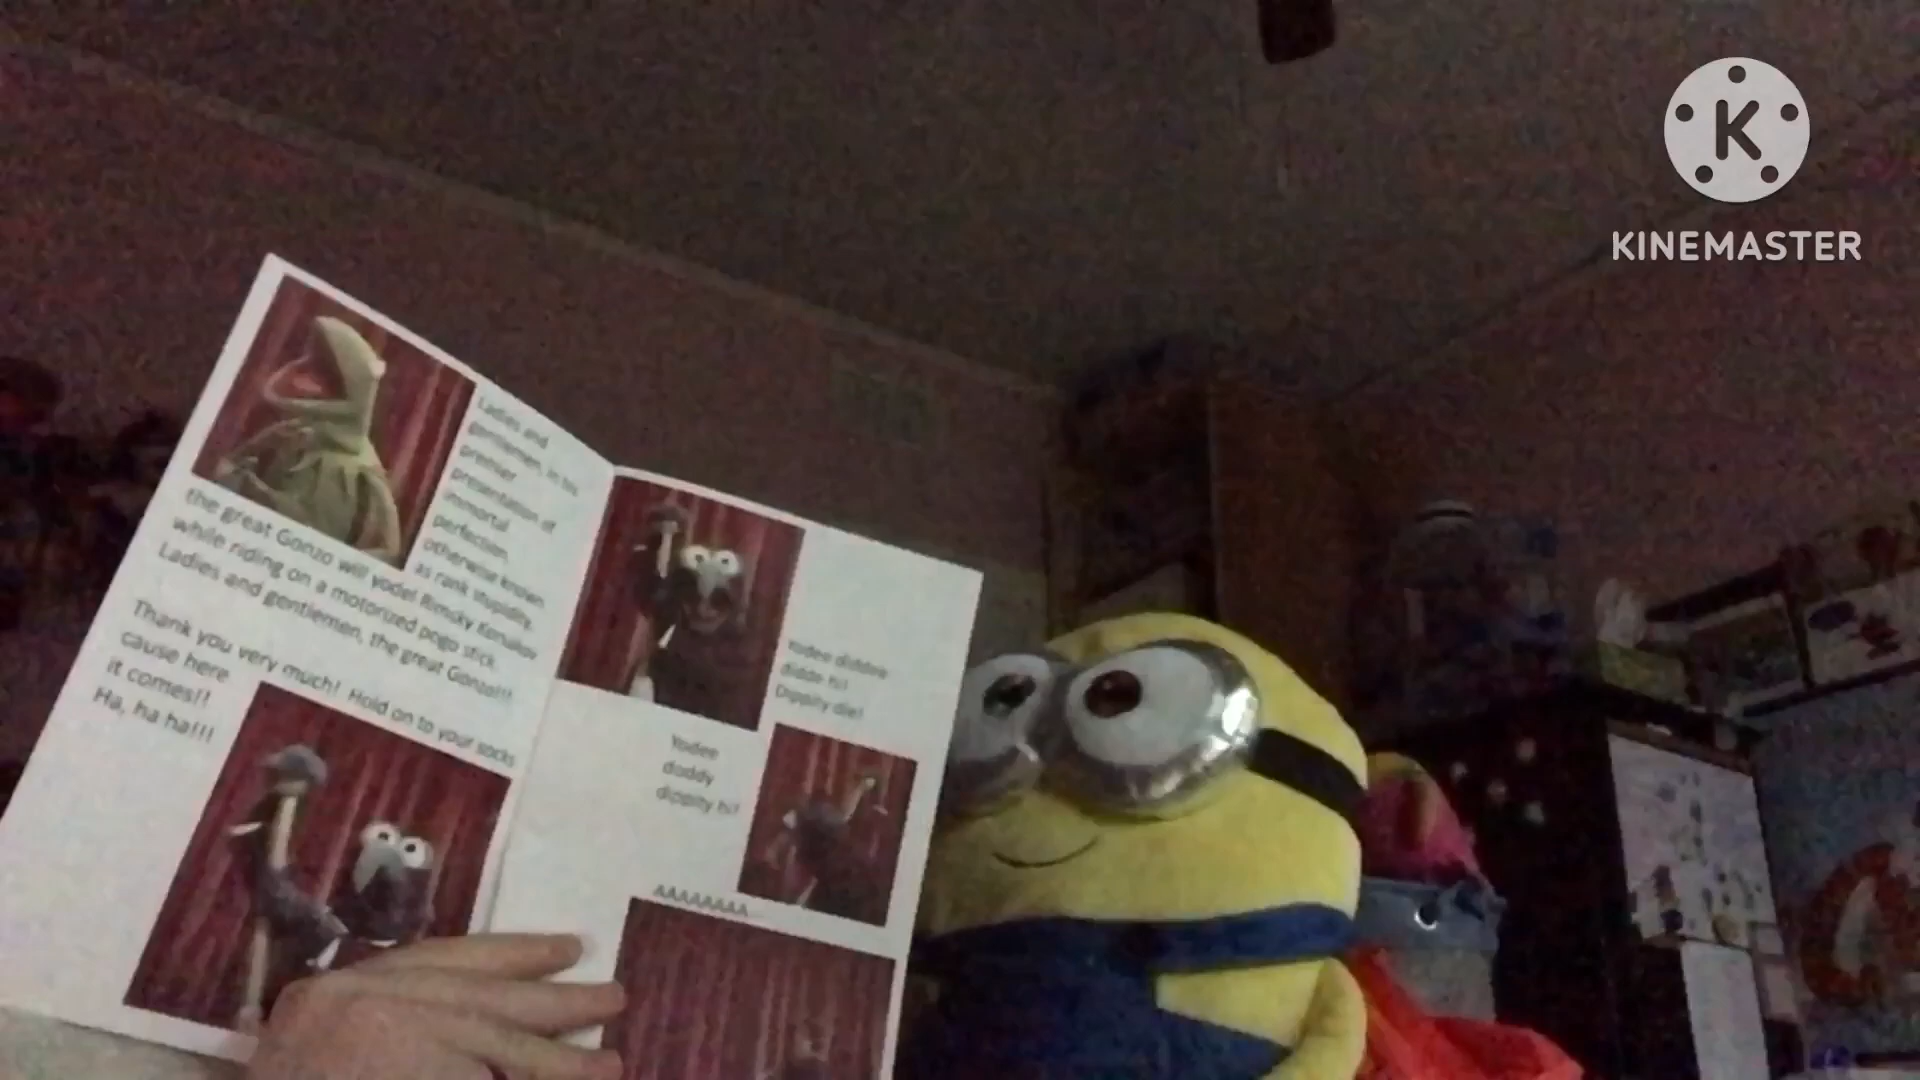 Ladies and
gentlemen, in his
premier
presentation of
immortal
perfection,
otherwise known
as rank stupidity,
the great Gonzo will yodel Rimsky Korsakov
while riding on a motorized pogo stick.
Ladies and gentlemen, the great Gonzo!!!
Thank you very much! Hold on to your socks
cause here
it comes!!
Ha, ha ha!!!
Yodee diddee
didde hi!
Dippity die!
Yodee
doddy
dippity hi!
AAAAAAAA...
K
KINEMASTER